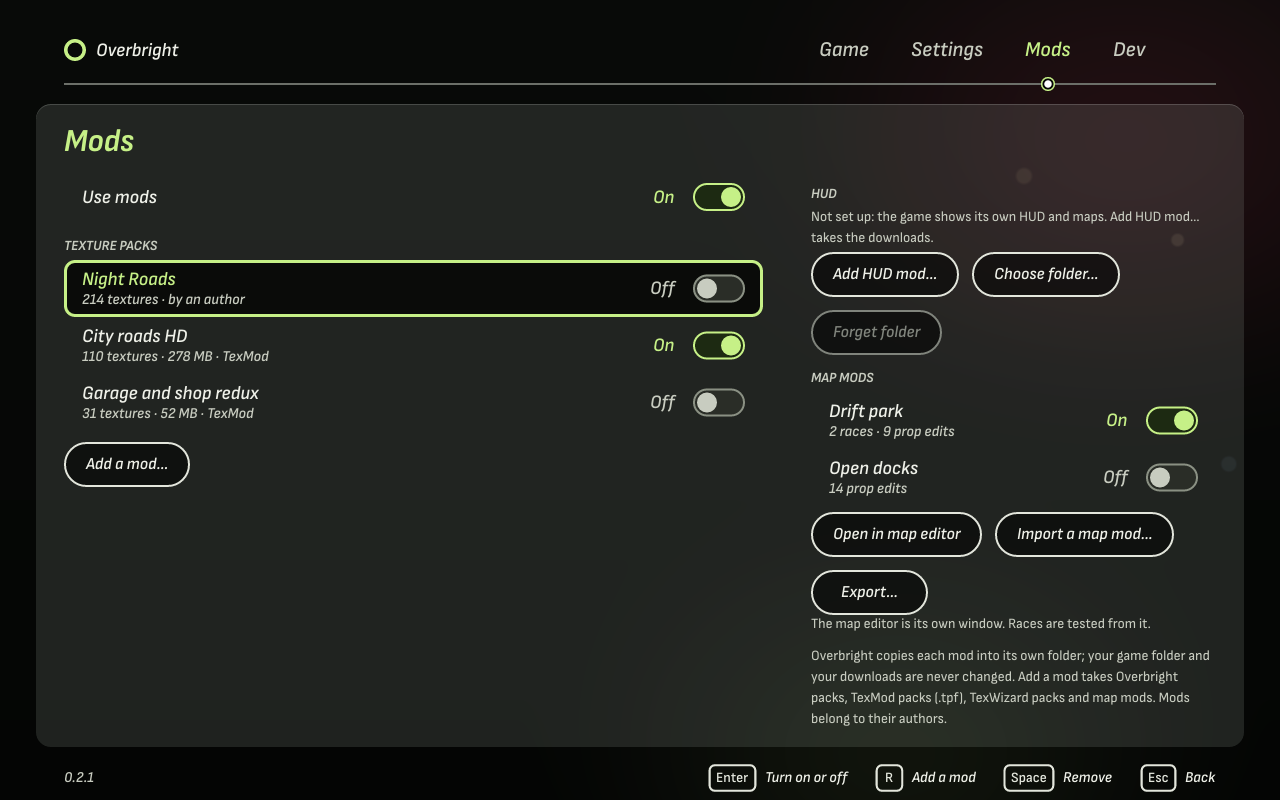 Overbright
Game
Settings
Mods
Dev
Mods
Use mods
On
TEXTURE PACKS
Night Roads
214 textures · by an author
Off
City roads HD
110 textures · 278 MB · TexMod
On
Garage and shop redux
31 textures · 52 MB · TexMod
Off
Add a mod...
HUD
Not set up: the game shows its own HUD and maps. Add HUD mod...
takes the downloads.
Add HUD mod...
Choose folder...
Forget folder
MAP MODS
Drift park
2 races · 9 prop edits
On
Open docks
14 prop edits
Off
Open in map editor
Import a map mod...
Export...
The map editor is its own window. Races are tested from it.
Overbright copies each mod into its own folder; your game folder and
your downloads are never changed. Add a mod takes Overbright
packs, TexMod packs (.tpf), TexWizard packs and map mods. Mods
belong to their authors.
0.2.1
Enter Turn on or off
R Add a mod
Space Remove
Esc Back